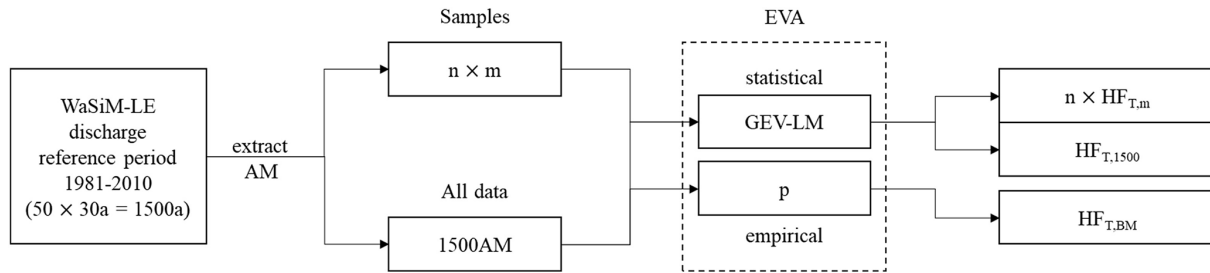 WaSiM-LE
discharge
reference period
1981-2010
(50 × 30a = 1500a)
extract
AM
Samples
n × m
All data
1500AM
EVA
statistical
GEV-LM
p
empirical
n × HF_T,m
HF_T,1500
HF_T,BM